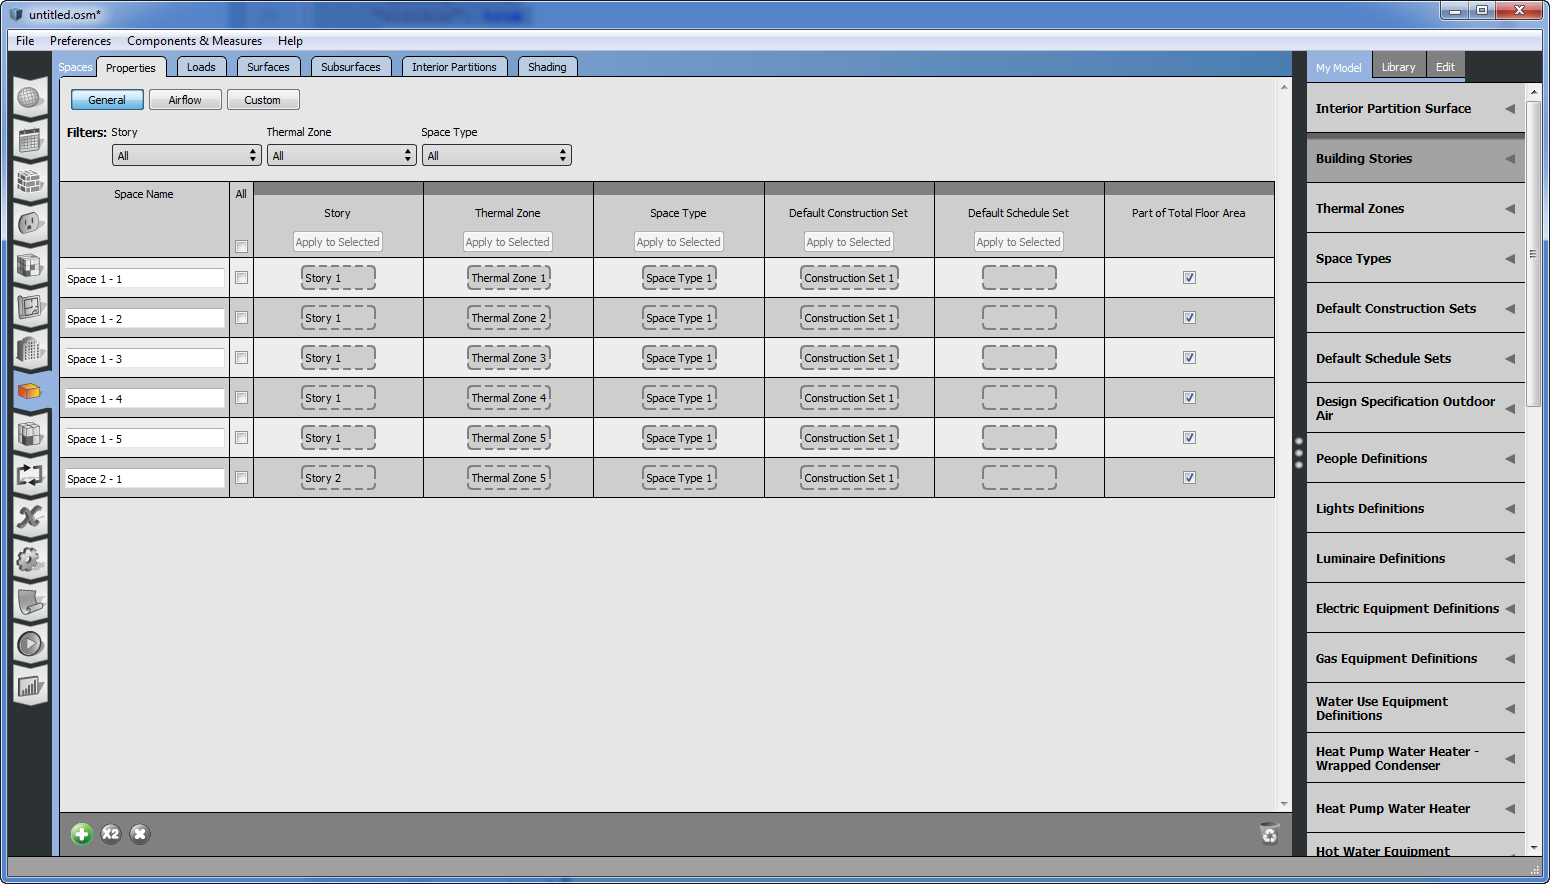 untitled.osm*
File Preferences Components & Measures Help
Spaces Properties Loads Surfaces Subsurfaces Interior Partitions Shading
General Airflow Custom
Filters: Story Thermal Zone Space Type
All All All
Space Name All Story Thermal Zone Space Type Default Construction Set Default Schedule Set Part of Total Floor Area
Apply to Selected Apply to Selected Apply to Selected Apply to Selected Apply to Selected
Space 1 - 1 Story 1 Thermal Zone 1 Space Type 1 Construction Set 1
Space 1 - 2 Story 1 Thermal Zone 2 Space Type 1 Construction Set 1
Space 1 - 3 Story 1 Thermal Zone 3 Space Type 1 Construction Set 1
Space 1 - 4 Story 1 Thermal Zone 4 Space Type 1 Construction Set 1
Space 1 - 5 Story 1 Thermal Zone 5 Space Type 1 Construction Set 1
Space 2 - 1 Story 2 Thermal Zone 5 Space Type 1 Construction Set 1
X2
My Model Library Edit
Interior Partition Surface
Building Stories
Thermal Zones
Space Types
Default Construction Sets
Default Schedule Sets
Design Specification Outdoor
Air
People Definitions
Lights Definitions
Luminaire Definitions
Electric Equipment Definitions
Gas Equipment Definitions
Water Use Equipment
Definitions
Heat Pump Water Heater -
Wrapped Condenser
Heat Pump Water Heater
Hot Water Equipment